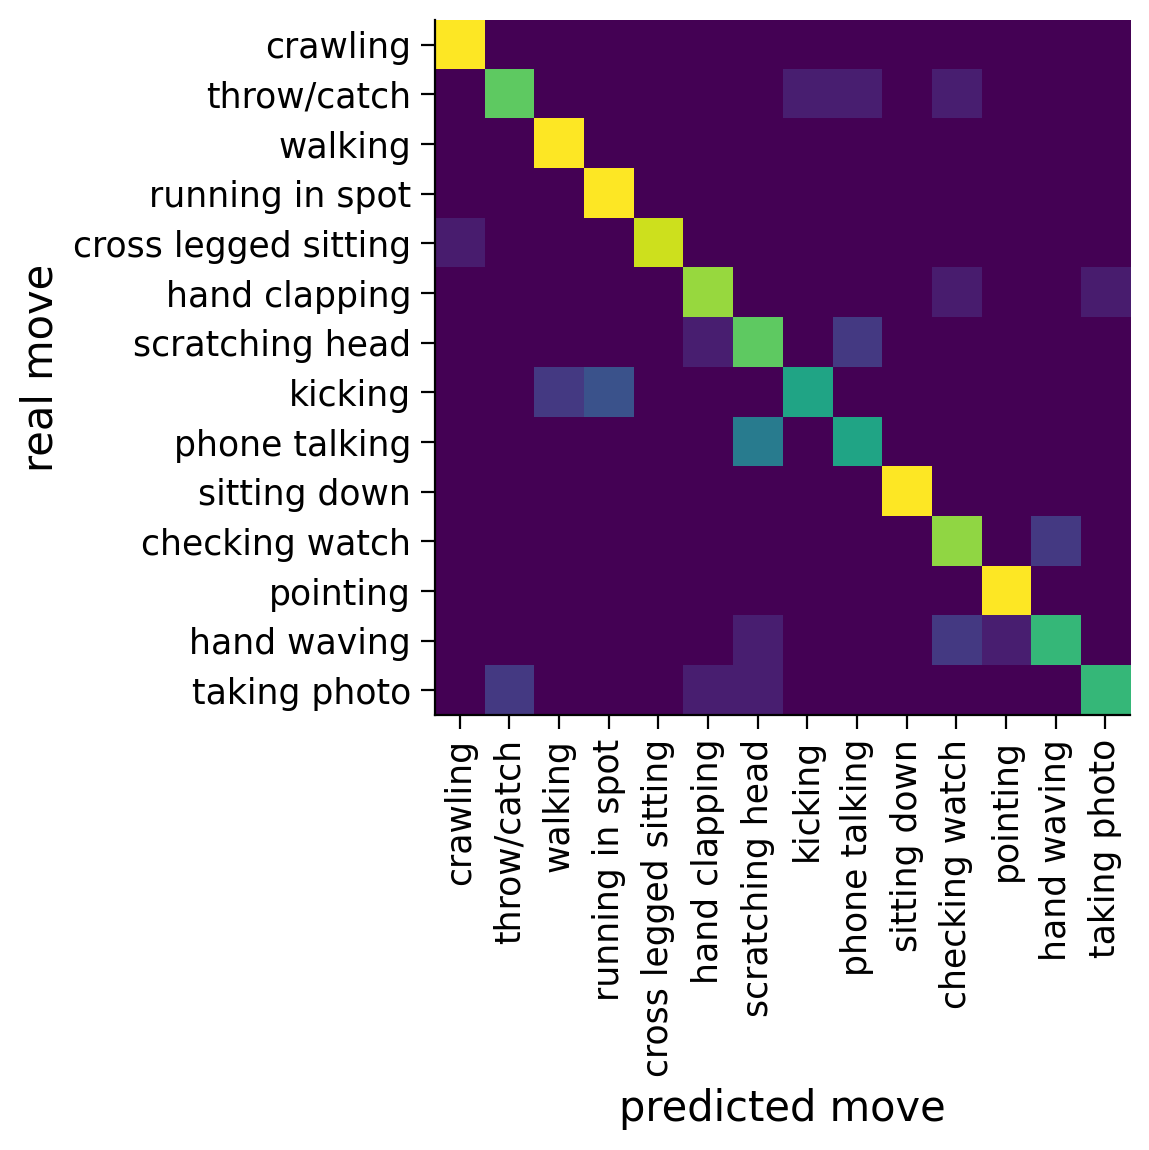 real move
crawling
throw/catch
walking
running in spot
cross legged sitting
hand clapping
scratching head
kicking
phone talking
sitting down
checking watch
pointing
hand waving
taking photo
crawling
throw/catch
walking
running in spot
cross legged sitting
hand clapping
scratching head
kicking
phone talking
sitting down
checking watch
pointing
hand waving
taking photo
predicted move